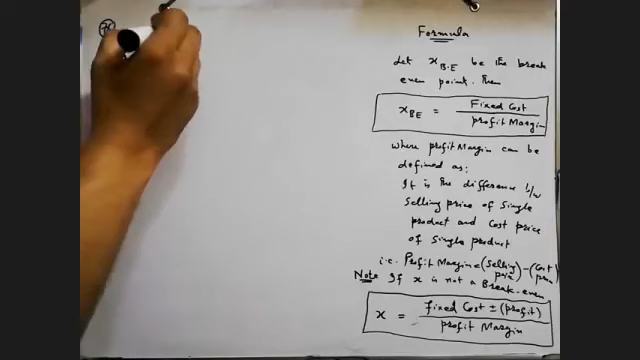 Formula
Let x B.E be the break
even point. Then
x BE = Fixed Cost
profit Margin
where profit Margin can be
defined as:
It is the difference b/w
Selling price of Single
product and Cost price
of Single product
i.e. Profit Margin = (Selling price) - (Cost price)
Note If x is not a Break-even
x = fixed Cost ± (profit)
profit Margin